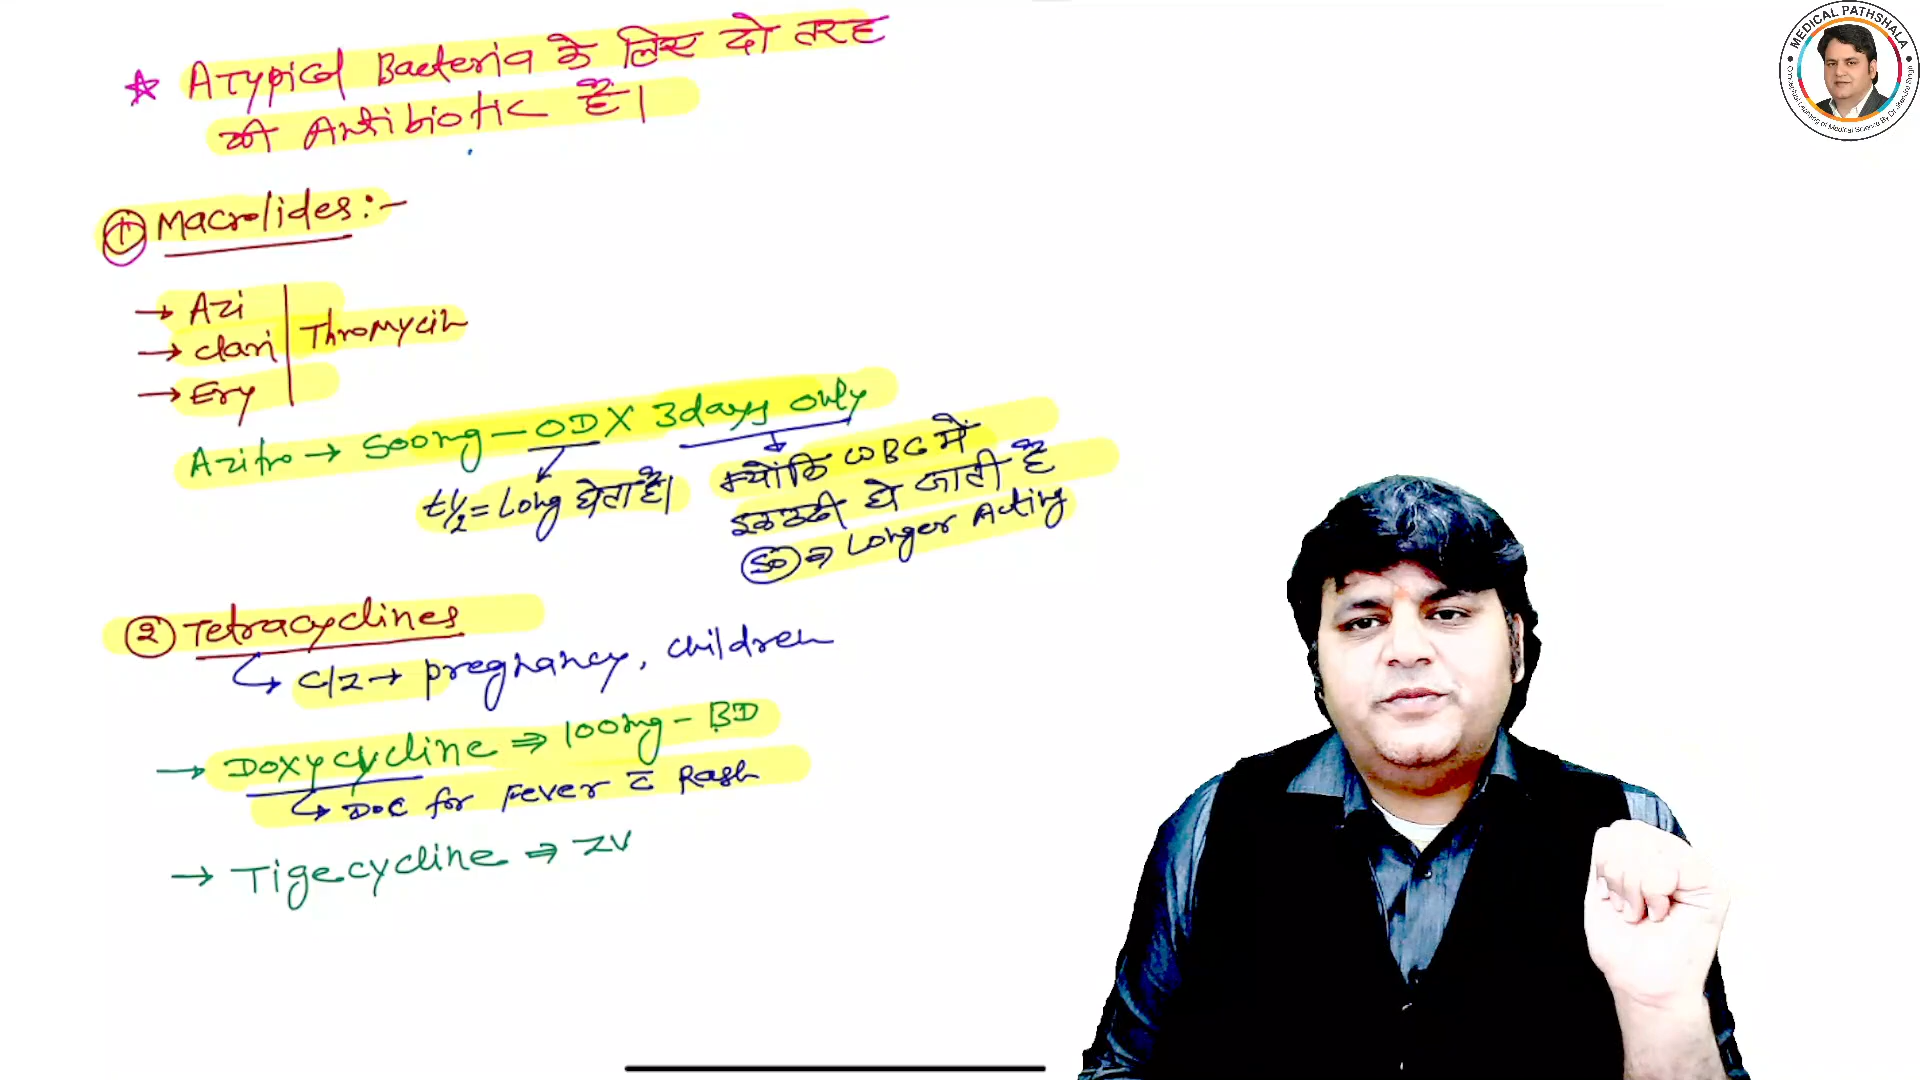 ☆ Atypical Bacteria के लिए दो तरह
की Antibiotic है।
① Macrolides:-
→ Azi
→ clari
→ Ery
Thromycin
Azithro → 500mg - OD X 3days only
t½ = Long होता है।
क्योंकि WBC में
इकठ्ठी हो जाती है
So ⇒ Longer Acting
② Tetracyclines
↳ C/I → pregnancy, children
→ Doxycycline ⇒ 100mg - BD
↳ DOC for Fever c̅ Rash
→ Tigecycline ⇒ IV
MEDICAL PATHSHALA